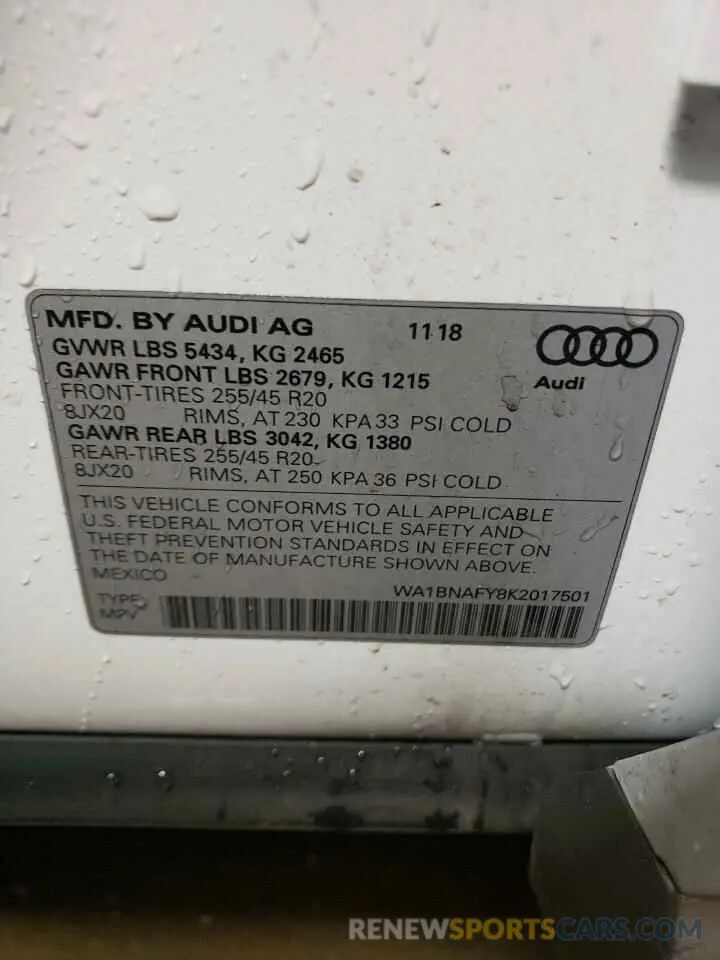 MFD. BY AUDI AG 11 18
GVWR LBS 5434, KG 2465
GAWR FRONT LBS 2679, KG 1215
Audi
FRONT-TIRES 255/45 R20
8JX20 RIMS, AT 230 KPA 33 PSI COLD
GAWR REAR LBS 3042, KG 1380
REAR-TIRES 255/45 R20
8JX20 RIMS, AT 250 KPA 36 PSI COLD
THIS VEHICLE CONFORMS TO ALL APPLICABLE
U.S. FEDERAL MOTOR VEHICLE SAFETY AND
THEFT PREVENTION STANDARDS IN EFFECT ON
THE DATE OF MANUFACTURE SHOWN ABOVE.
MEXICO
WA1BNAFY8K2017501
TYPE:
MPV
RENEWSPORTSCARS.COM